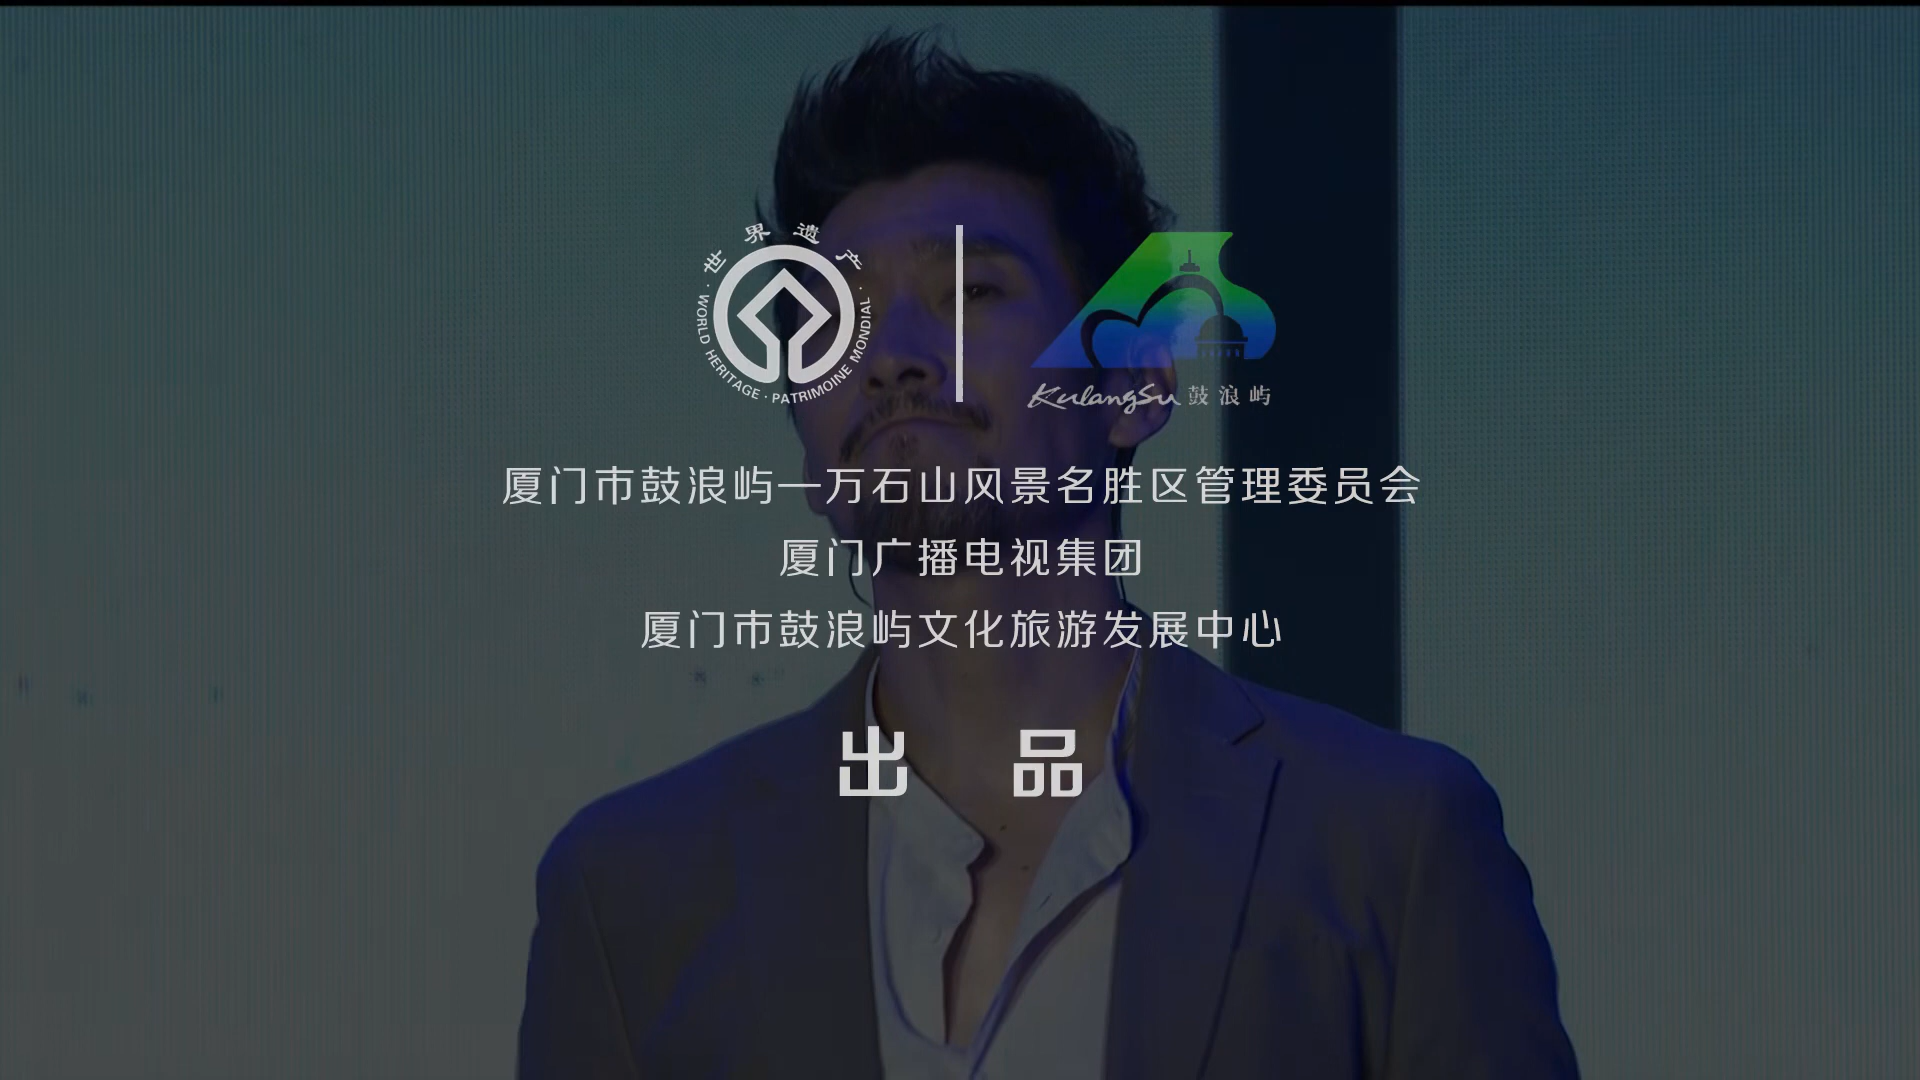 世界遗产
· WORLD HERITAGE · PATRIMOINE MONDIAL ·
KulangSu 鼓浪屿
厦门市鼓浪屿—万石山风景名胜区管理委员会
厦门广播电视集团
厦门市鼓浪屿文化旅游发展中心
出品